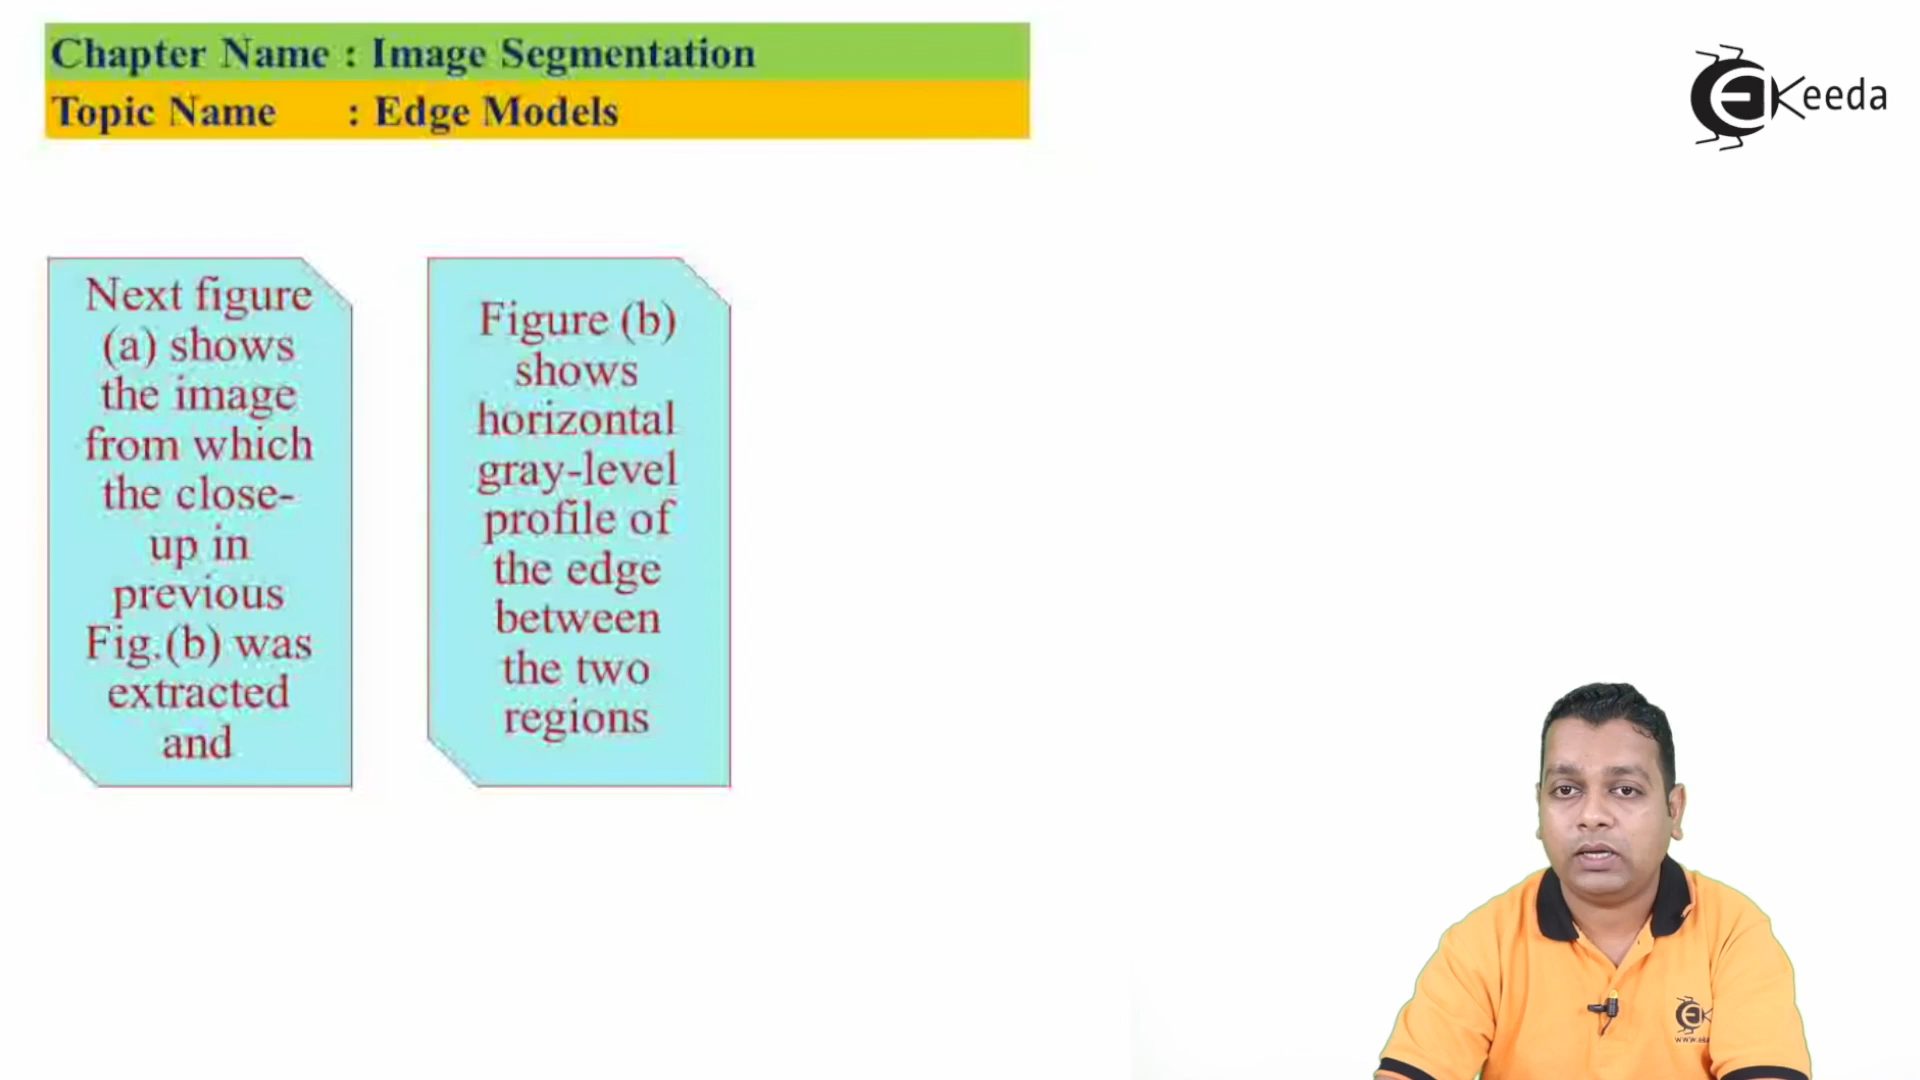 Chapter Name : Image Segmentation
Topic Name : Edge Models
EKeeda
Next figure
(a) shows
the image
from which
the close-
up in
previous
Fig.(b) was
extracted
and
Figure (b)
shows
horizontal
gray-level
profile of
the edge
between
the two
regions